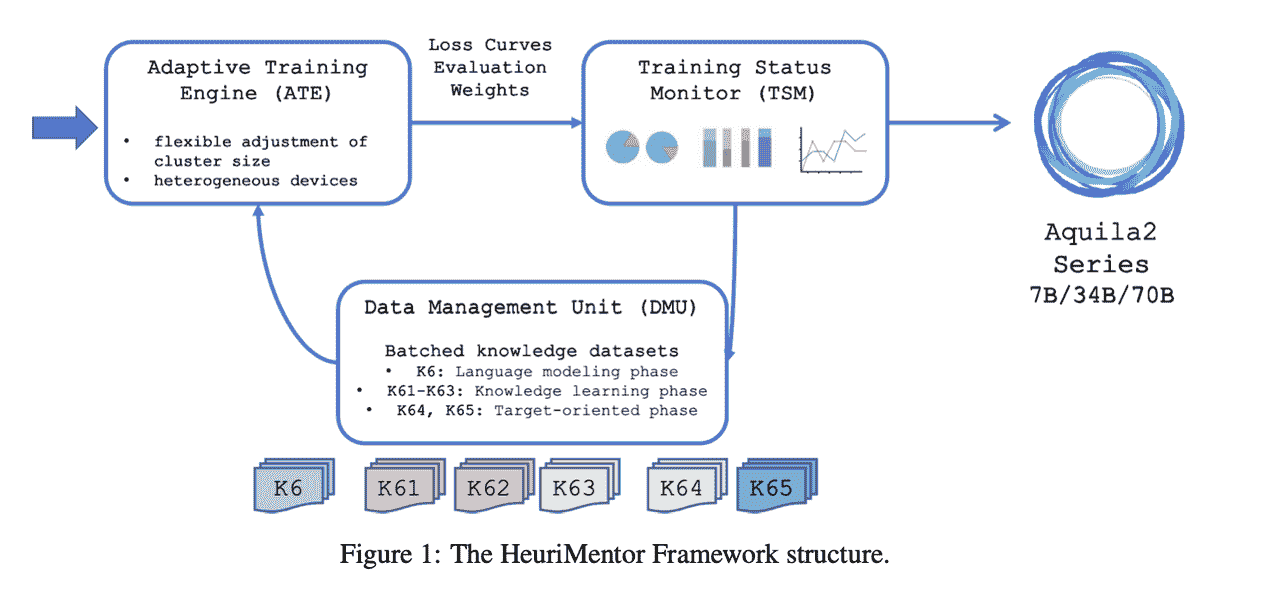 Adaptive Training
Engine (ATE)
• flexible adjustment of
cluster size
• heterogeneous devices
Loss Curves
Evaluation
Weights
Training Status
Monitor (TSM)
Aquila2
Series
7B/34B/70B
Data Management Unit (DMU)
Batched knowledge datasets
• K6: Language modeling phase
• K61-K63: Knowledge learning phase
• K64, K65: Target-oriented phase
K6
K61
K62
K63
K64
K65
Figure 1: The HeuriMentor Framework structure.